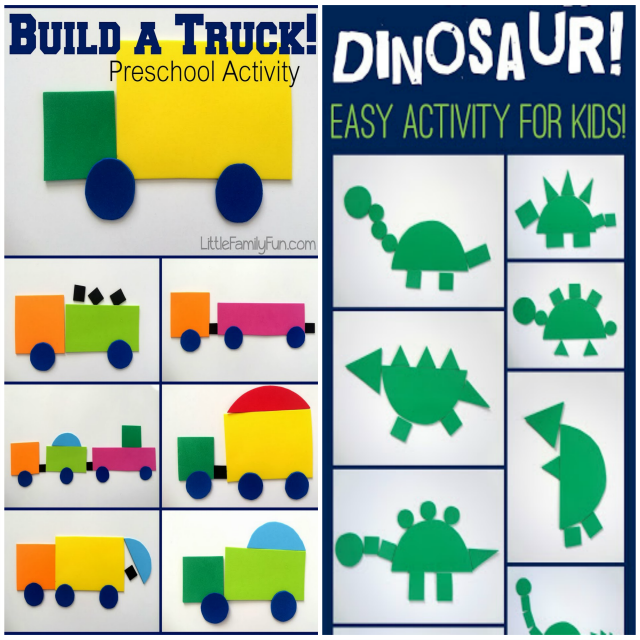 BUILD A TRUCK!
Preschool Activity
LITTLEFAMILYFUN.COM
DINOSAUR!
EASY ACTIVITY FOR KIDS!